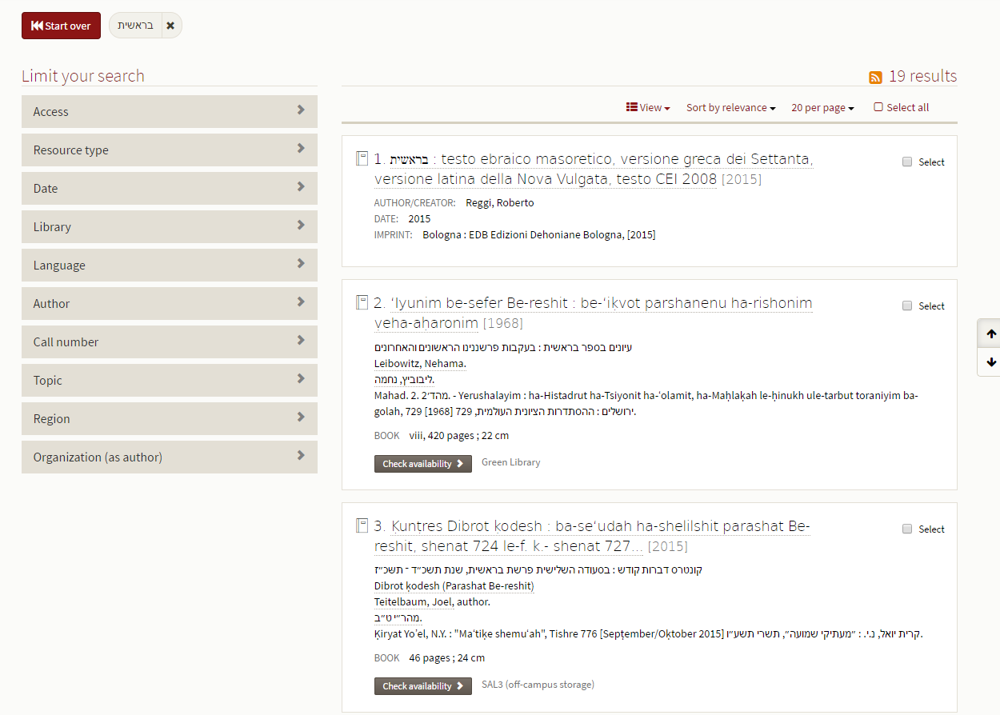 Start over
בראשית
Limit your search
19 results
View
Sort by relevance
20 per page
Select all
Access
Resource type
Date
Library
Language
Author
Call number
Topic
Region
Organization (as author)
1. בראשית : testo ebraico masoretico, versione greca dei Settanta,
versione latina della Nova Vulgata, testo CEI 2008 [2015]
Select
AUTHOR/CREATOR: Reggi, Roberto
DATE: 2015
IMPRINT: Bologna : EDB Edizioni Dehoniane Bologna, [2015]
2. ʻIyunim be-sefer Be-reshit : be-ʻiḳvot parshanenu ha-rishonim
ṿeha-aḥaronim [1968]
Select
עיונים בספר בראשית : בעקבות פרשננינו הראשונים והאחרונים
Leibowitz, Nehama.
ליבוביץ, נחמה.
Mahad. 2. מהד׳2. - Yerushalayim : ha-Histadrut ha-Tsiyonit ha-ʻolamit, ha-Maḥlaḳah le-ḥinukh ule-tarbut toraniyim ba-
golah, 729 [1968] ירושלים : ההסתדרות הציונית העולמית, 729.
BOOK viii, 420 pages ; 22 cm
Check availability
Green Library
3. Ḳunṭres Dibrot ḳodesh : ba-seʻudah ha-shelilshit parashat Be-
reshit, shenat 724 le-f. k.- shenat 727... [2015]
Select
קונטרס דברות קודש : בסעודה השלישית פרשת בראשית, שנת תשכ״ד ־ תשכ״ז
Dibrot ḳodesh (Parashat Be-reshit)
Teitelbaum, Joel, author.
מהר״י ט״ב.
Ḳiryat Yoʼel, N.Y. : "Maʻtiḳe shemuʻah", Tishre 776 [Sepṭember/Oḳtober 2015] קרית יואל, נ.י. : ״מעתיקי שמועה״, תשרי תשע״ו.
BOOK 46 pages ; 24 cm
Check availability
SAL3 (off-campus storage)